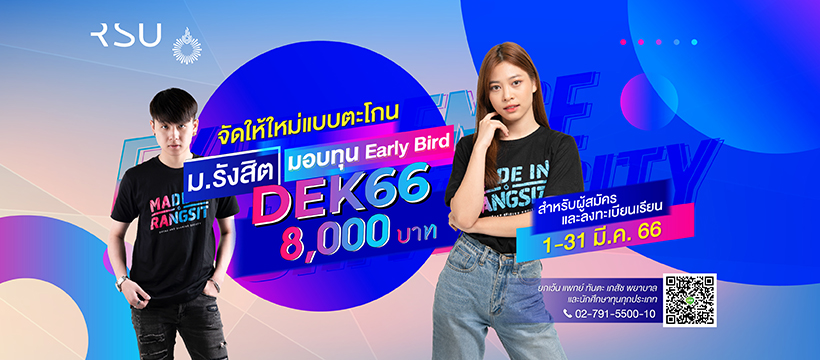 RSU
จัดให้ใหม่แบบตะโกน
ม.รังสิต มอบทุน Early Bird
DEK66
8,000 บาท
MADE IN
RANGSIT
MADE IN
RANGSIT
สำหรับผู้สมัคร
และลงทะเบียนเรียน
1-31 มี.ค. 66
ยกเว้น แพทย์ ทันตะ เภสัช พยาบาล
และนักศึกษาทุนทุกประเภท
02-791-5500-10